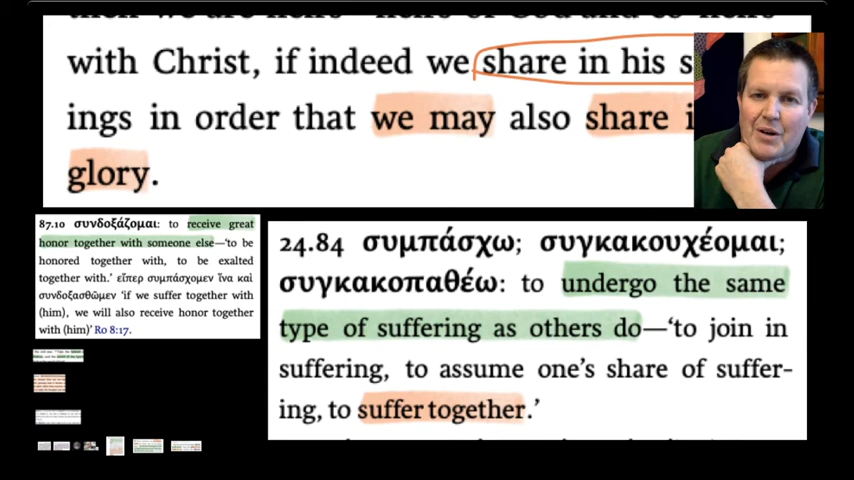 with Christ, if indeed we share in his s
ings in order that we may also share i
glory.
87.10 συνδοξάζομαι: to receive great
honor together with someone else—‘to be
honored together with, to be exalted
together with.’ εἴπερ συμπάσχομεν ἵνα καὶ
συνδοξασθῶμεν ‘if we suffer together with
(him), we will also receive honor together
with (him)’ Ro 8:17.
24.84 συμπάσχω; συγκακουχέομαι;
συγκακοπαθέω: to undergo the same
type of suffering as others do—‘to join in
suffering, to assume one’s share of suffer-
ing, to suffer together.’